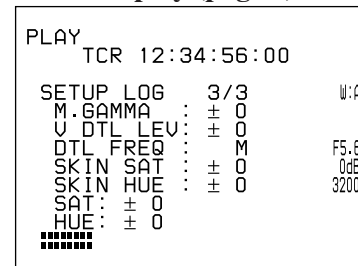 PLAY
TCR 12:34:56:00
SETUP LOG 3/3
M.GAMMA : ± 0
V DTL LEV: ± 0
DTL FREQ : M
SKIN SAT : ± 0
SKIN HUE : ± 0
SAT: ± 0
HUE: ± 0
F5.6
3200